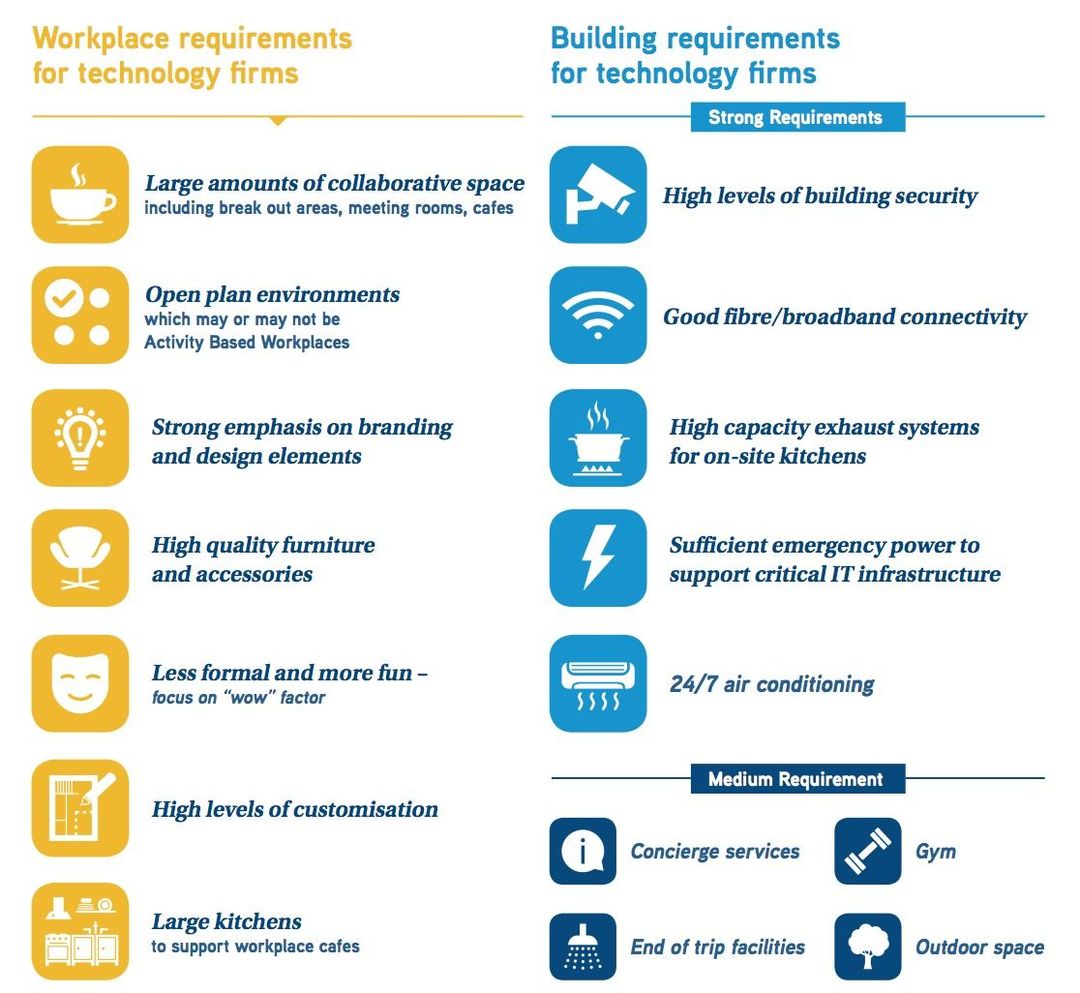 Workplace requirements
for technology firms
Large amounts of collaborative space
including break out areas, meeting rooms, cafes
Open plan environments
which may or may not be
Activity Based Workplaces
Strong emphasis on branding
and design elements
High quality furniture
and accessories
Less formal and more fun –
focus on “wow” factor
High levels of customisation
Large kitchens
to support workplace cafes
Building requirements
for technology firms
Strong Requirements
High levels of building security
Good fibre/broadband connectivity
High capacity exhaust systems
for on-site kitchens
Sufficient emergency power to
support critical IT infrastructure
24/7 air conditioning
Medium Requirement
Concierge services
Gym
End of trip facilities
Outdoor space